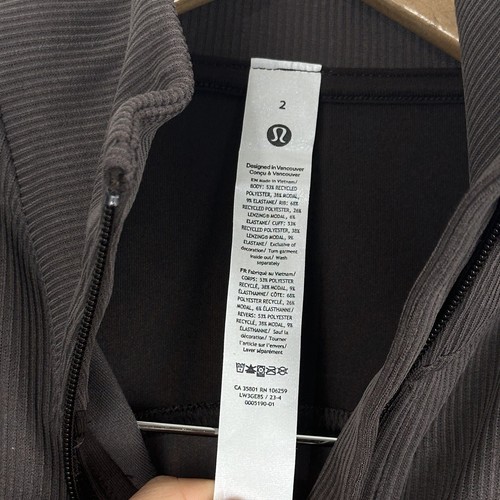 2
Designed in Vancouver
Conçu à Vancouver
EN Made in Vietnam/
BODY: 53% RECYCLED
POLYESTER, 38% MODAL,
9% ELASTANE/ RIB: 68%
RECYCLED POLYESTER, 26%
LENZING® MODAL, 6%
ELASTANE/ CUFF: 53%
RECYCLED POLYESTER, 38%
LENZING® MODAL, 9%
ELASTANE/ Exclusive of
decoration/ Turn garment
inside out/ Wash
separately
FR Fabriqué au Vietnam/
CORPS: 53% POLYESTER
RECYCLÉ, 38% MODAL, 9%
ÉLASTHANNE/ CÔTE: 68%
POLYESTER RECYCLÉ, 26%
MODAL, 6% ÉLASTHANNE/
REVERS: 53% POLYESTER
RECYCLÉ, 38% MODAL, 9%
ÉLASTHANNE/ Sauf la
décoration/ Tourner
l'article sur l'envers/
Laver séparément
CA 35801 RN 106259
LW3GE8S / 23-4
0005190-01